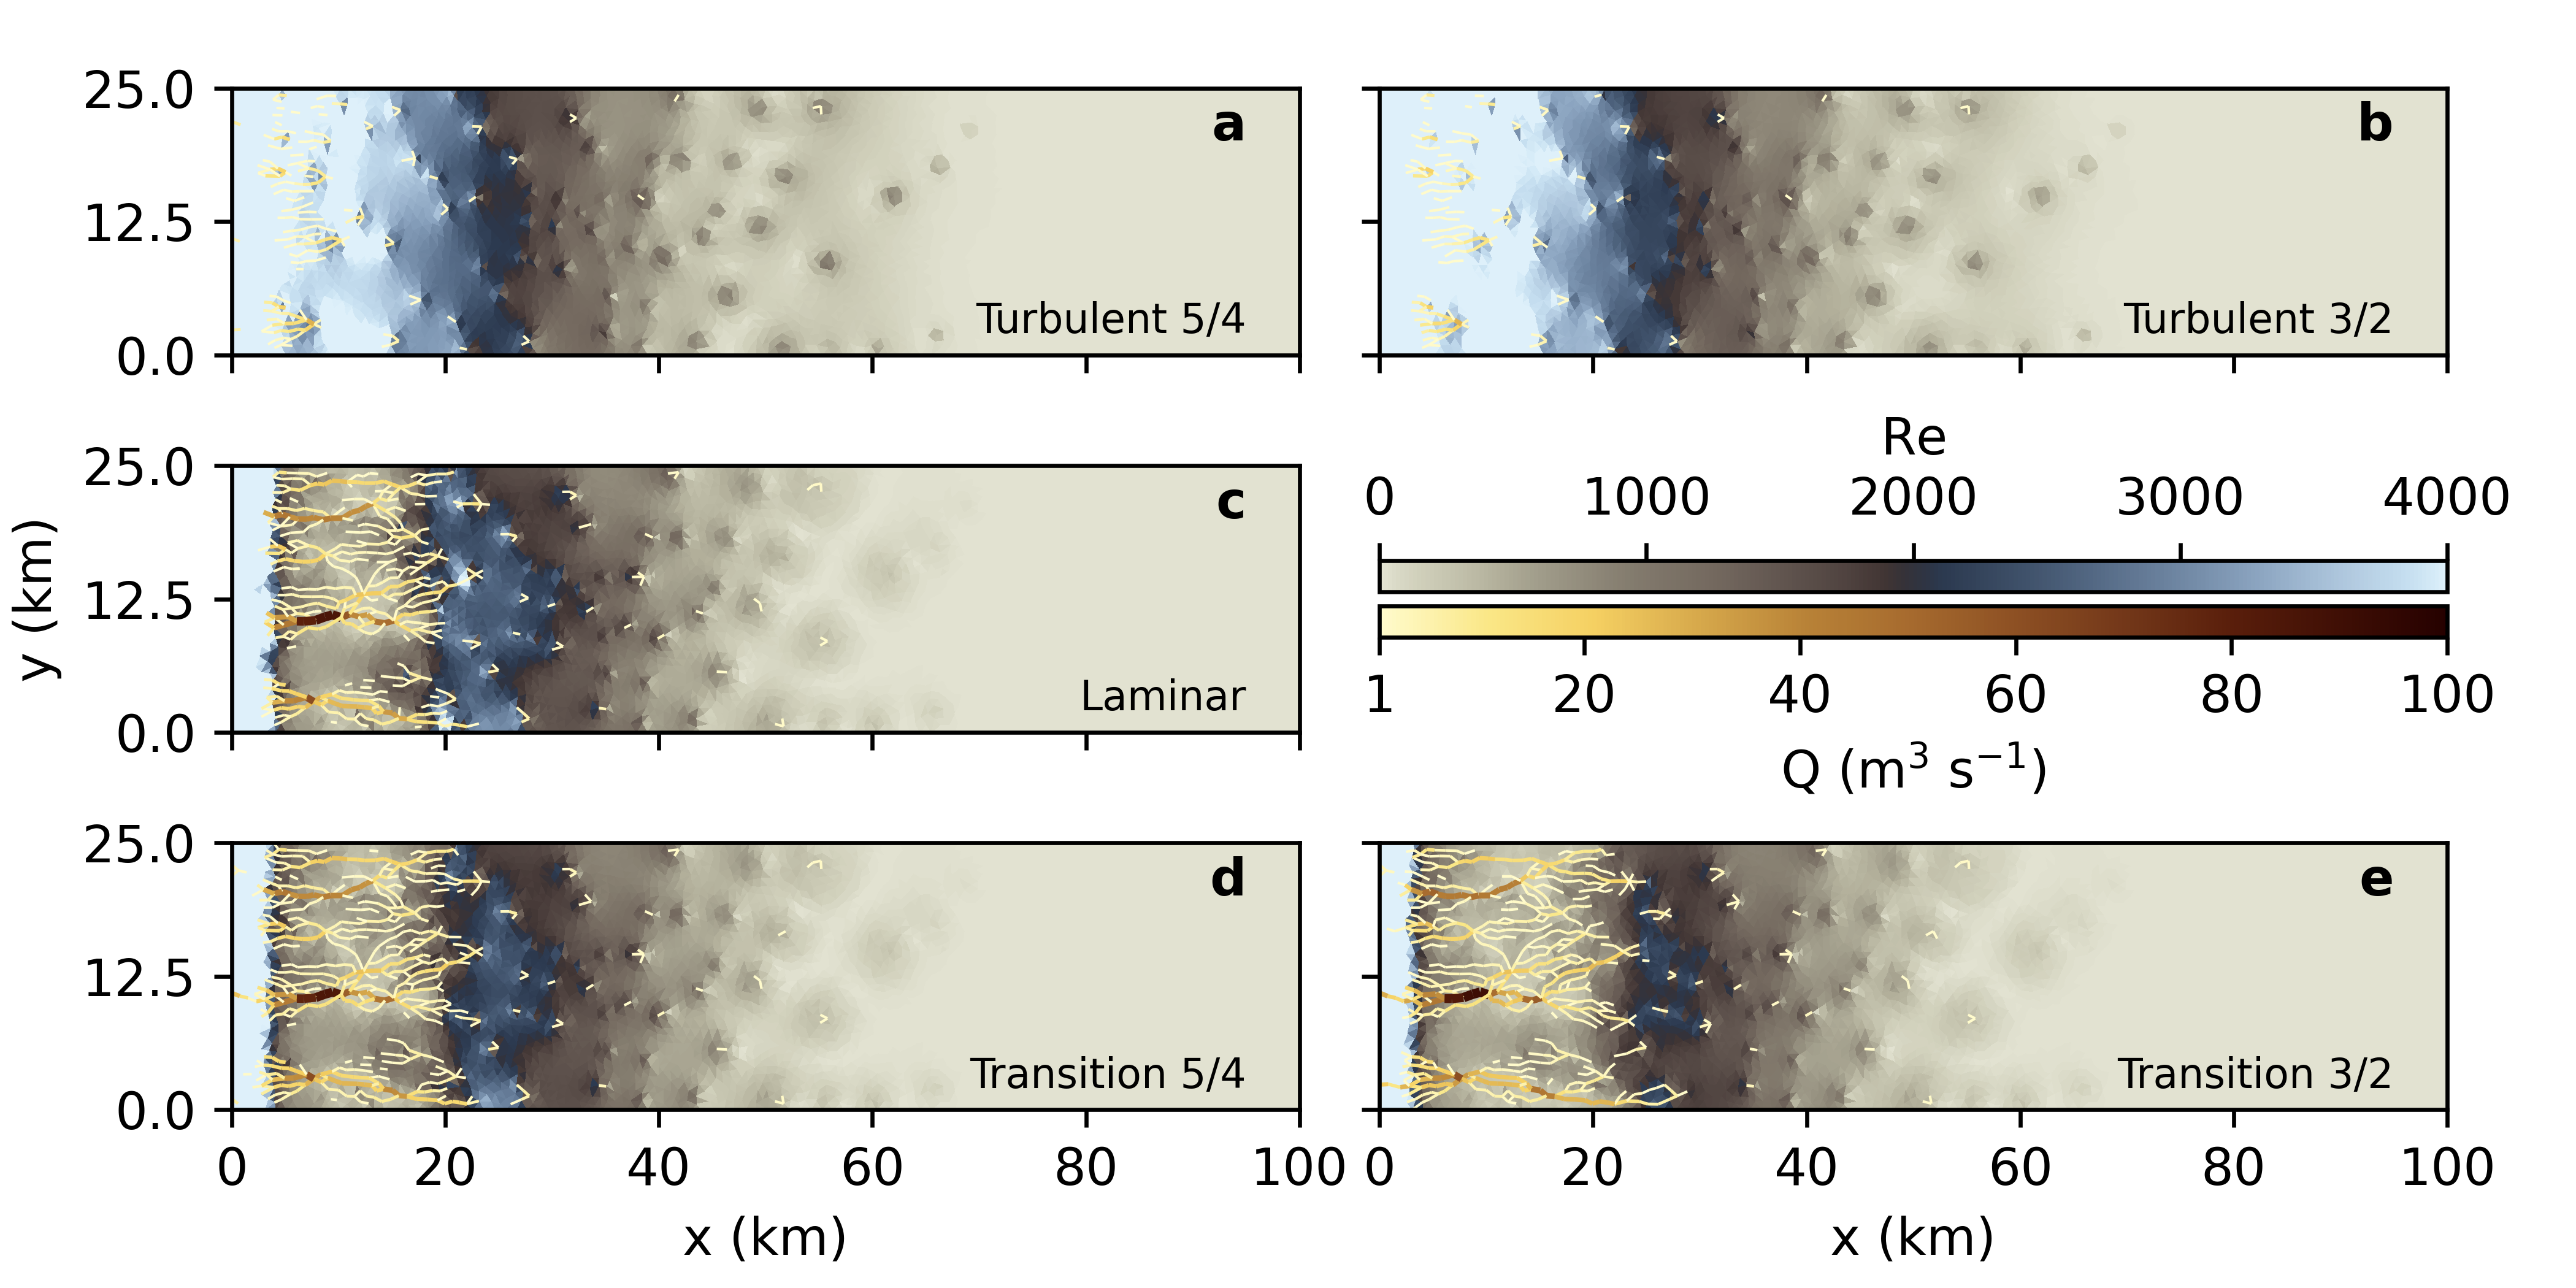 25.0
12.5
0.0
a
Turbulent 5/4
b
Turbulent 3/2
y (km)
25.0
12.5
0.0
c
Laminar
Re
0 1000 2000 3000 4000
1 20 40 60 80 100
Q (m³ s⁻¹)
25.0
12.5
0.0
d
Transition 5/4
e
Transition 3/2
0 20 40 60 80 100
0 20 40 60 80 100
x (km)
x (km)